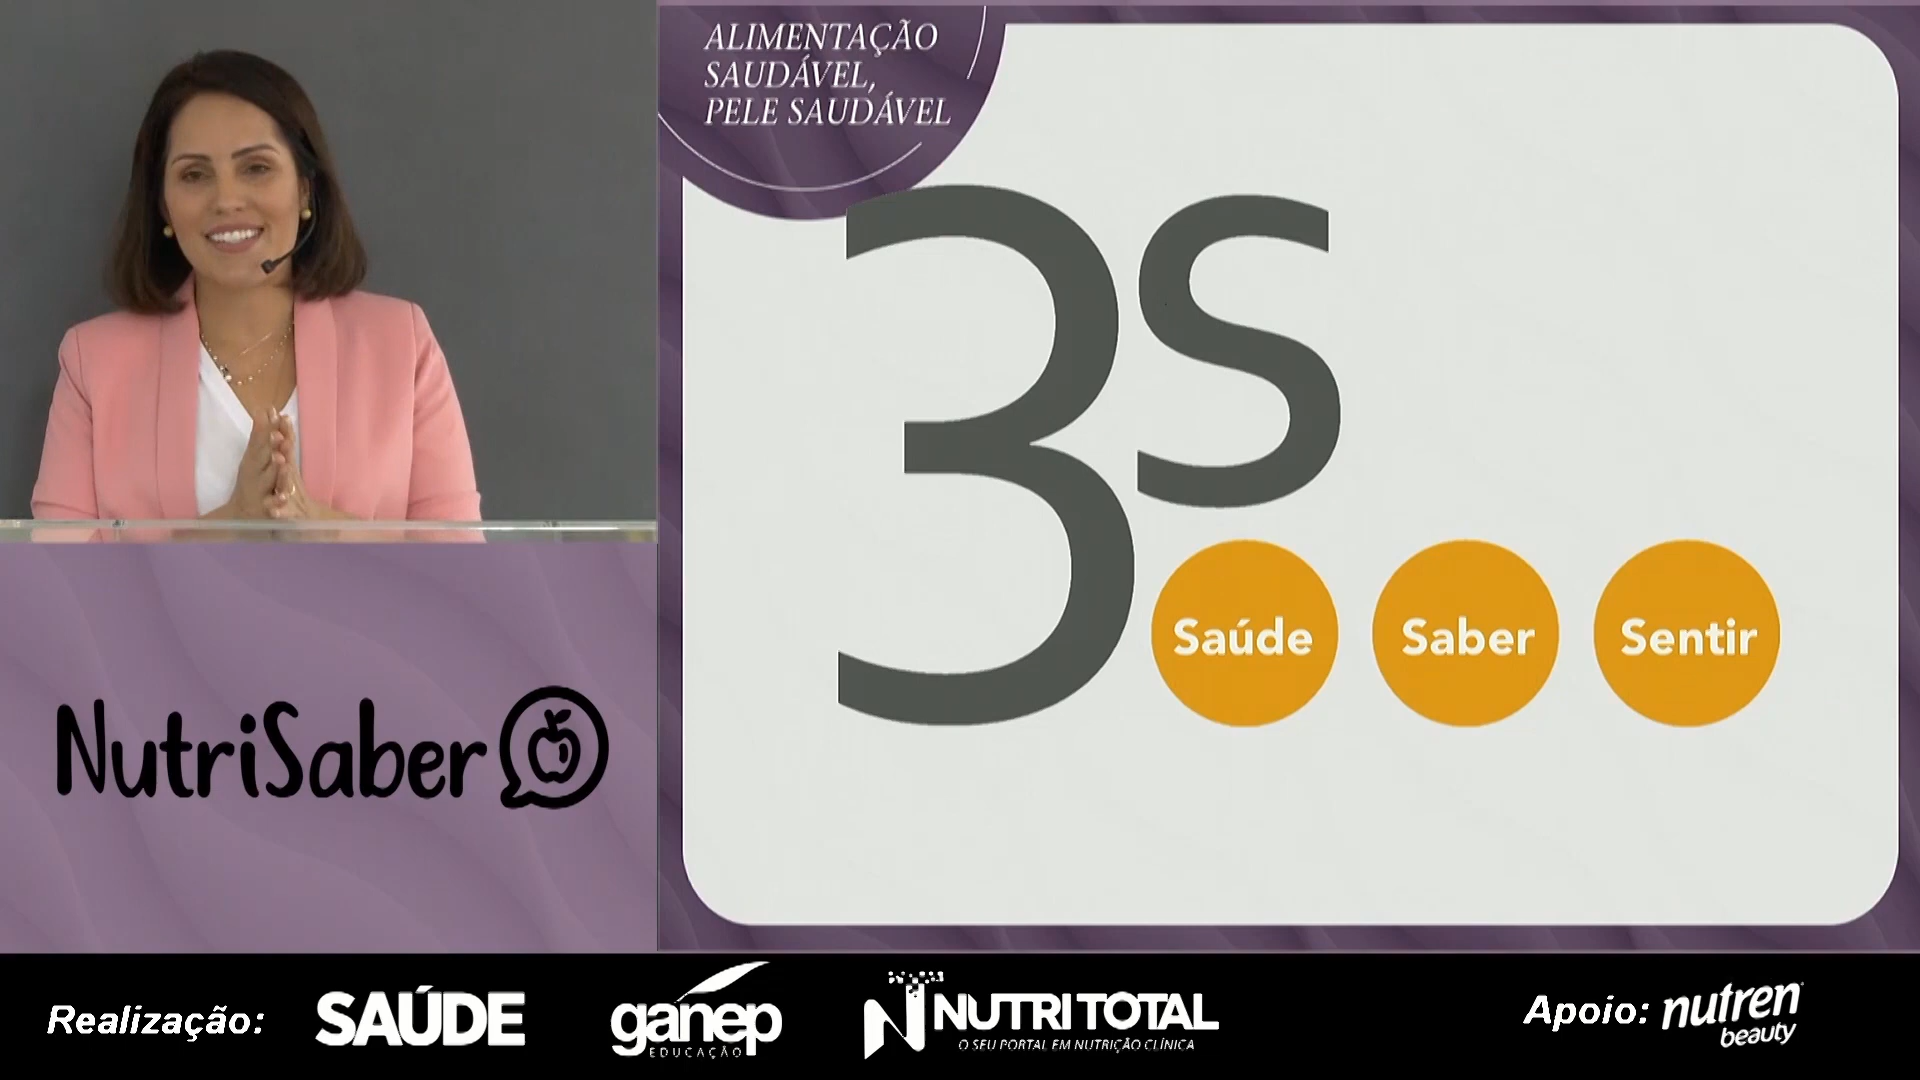 ALIMENTAÇÃO
SAUDÁVEL,
PELE SAUDÁVEL
3S
Saúde Saber Sentir
NutriSaber
Realização: SAÚDE ganep EDUCAÇÃO NUTRITOTAL O SEU PORTAL EM NUTRIÇÃO CLÍNICA Apoio: nutren beauty